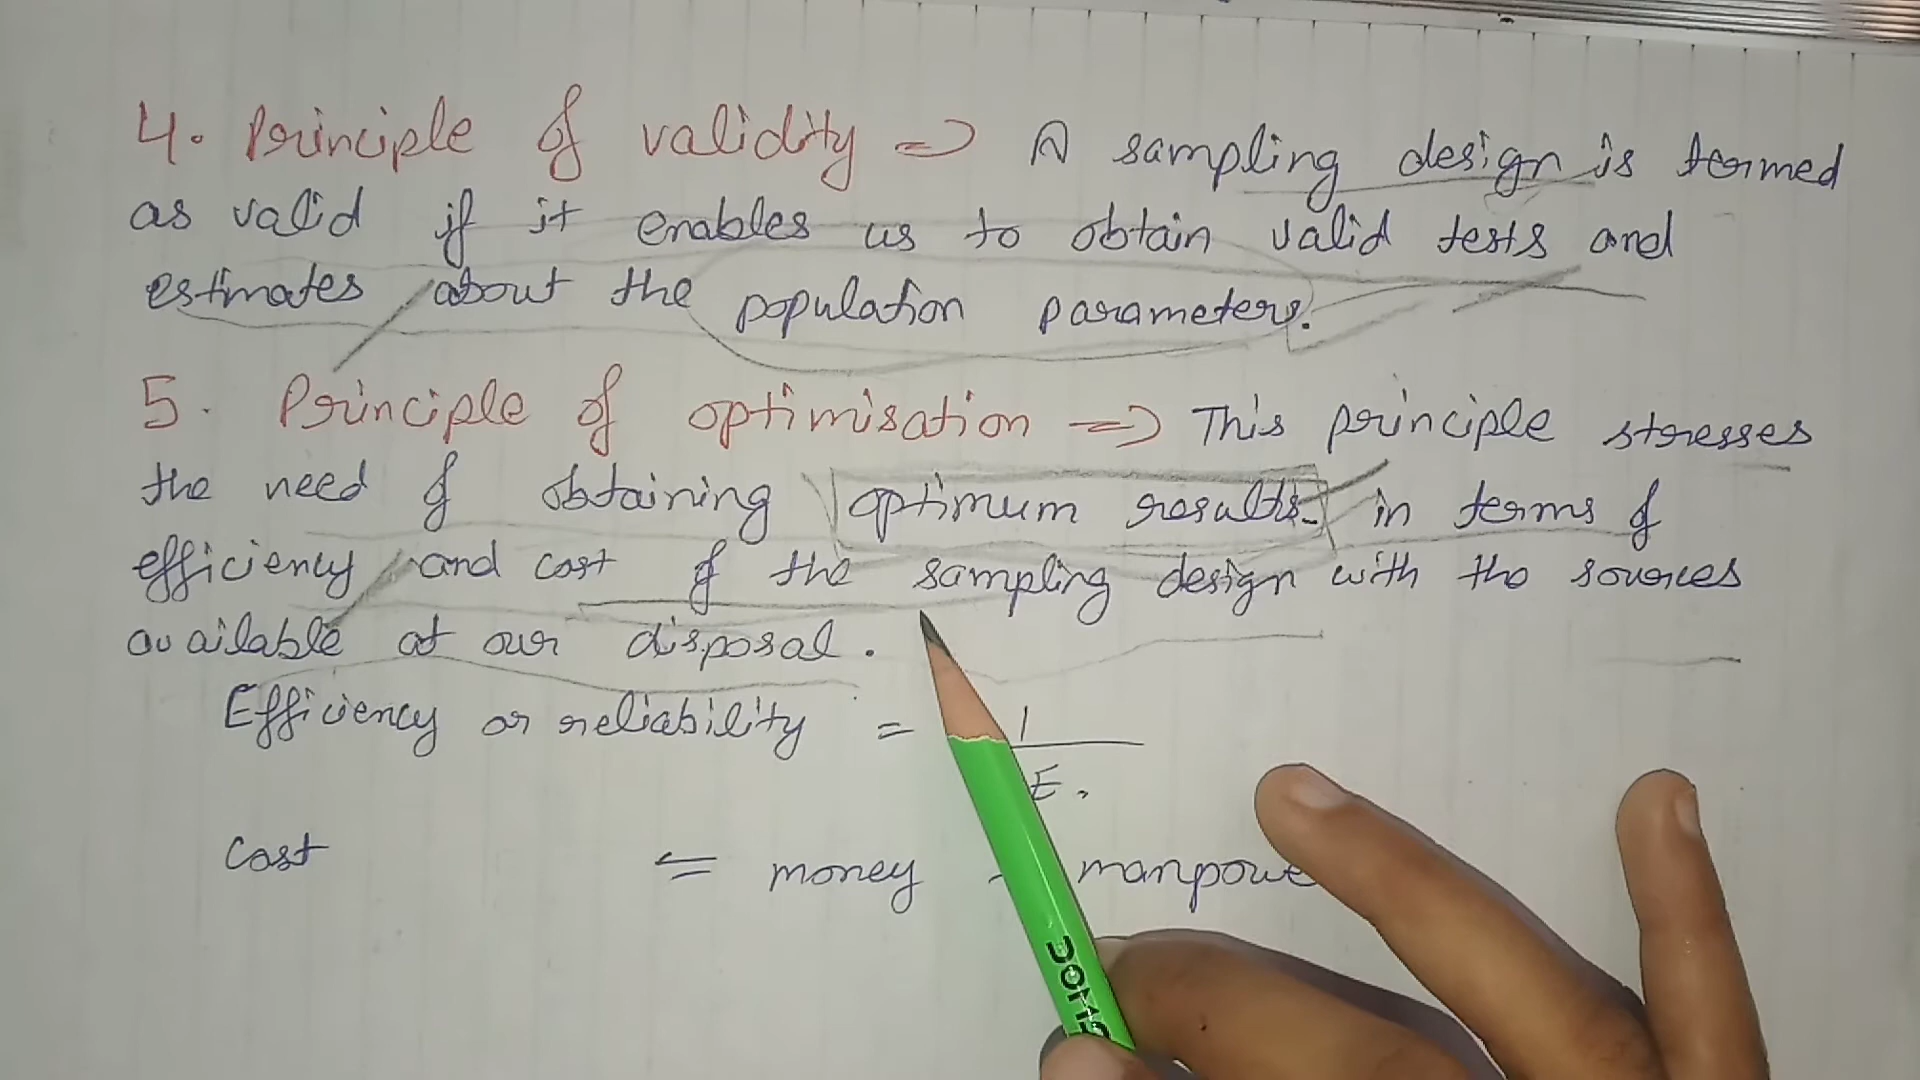 4. Principle of validity => A sampling design is termed
as valid if it enables us to obtain valid tests and
estimates about the population parameters.
5. Principle of optimisation => This principle stresses
the need of obtaining optimum results in terms of
efficiency and cost of the sampling design with the sources
available at our disposal.
Efficiency or reliability = 1
E.
Cost = money manpowe
DOMS